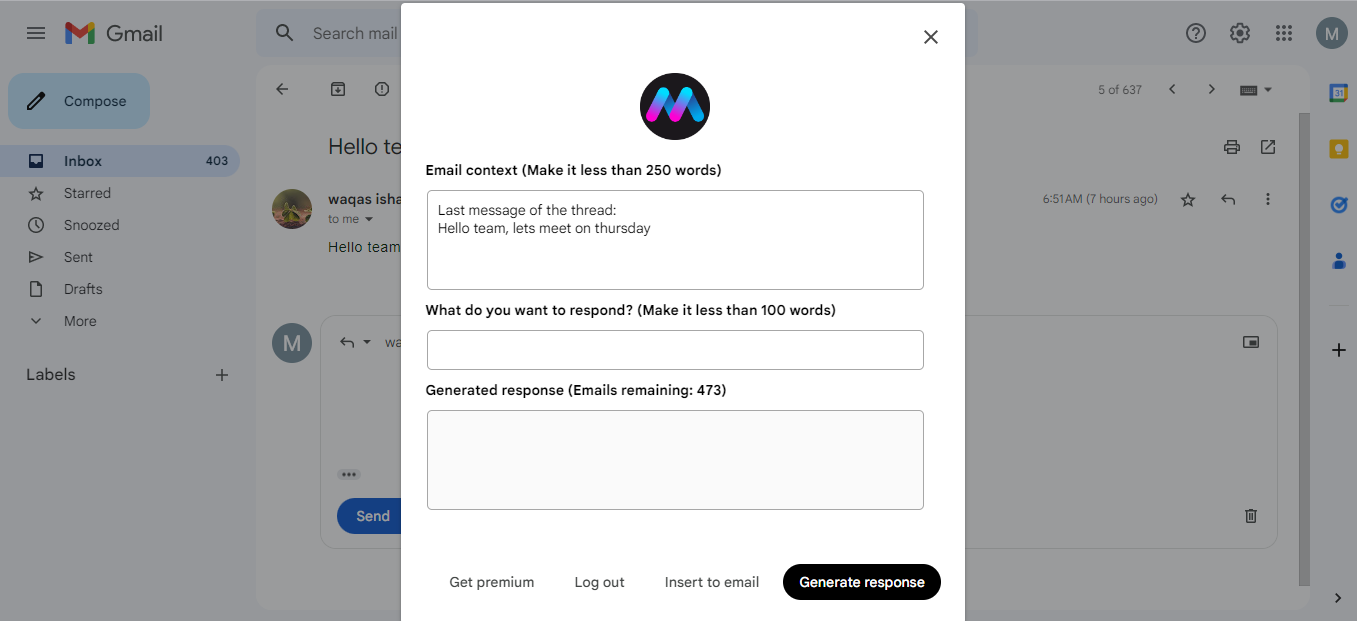 Gmail
Search mail
Compose
Inbox 403
Starred
Snoozed
Sent
Drafts
More
Labels
5 of 637
Hello te
waqas isha
to me
6:51AM (7 hours ago)
Hello team
M
M
wa
Send
31
Email context (Make it less than 250 words)
Last message of the thread:
Hello team, lets meet on thursday
What do you want to respond? (Make it less than 100 words)
Generated response (Emails remaining: 473)
Get premium
Log out
Insert to email
Generate response